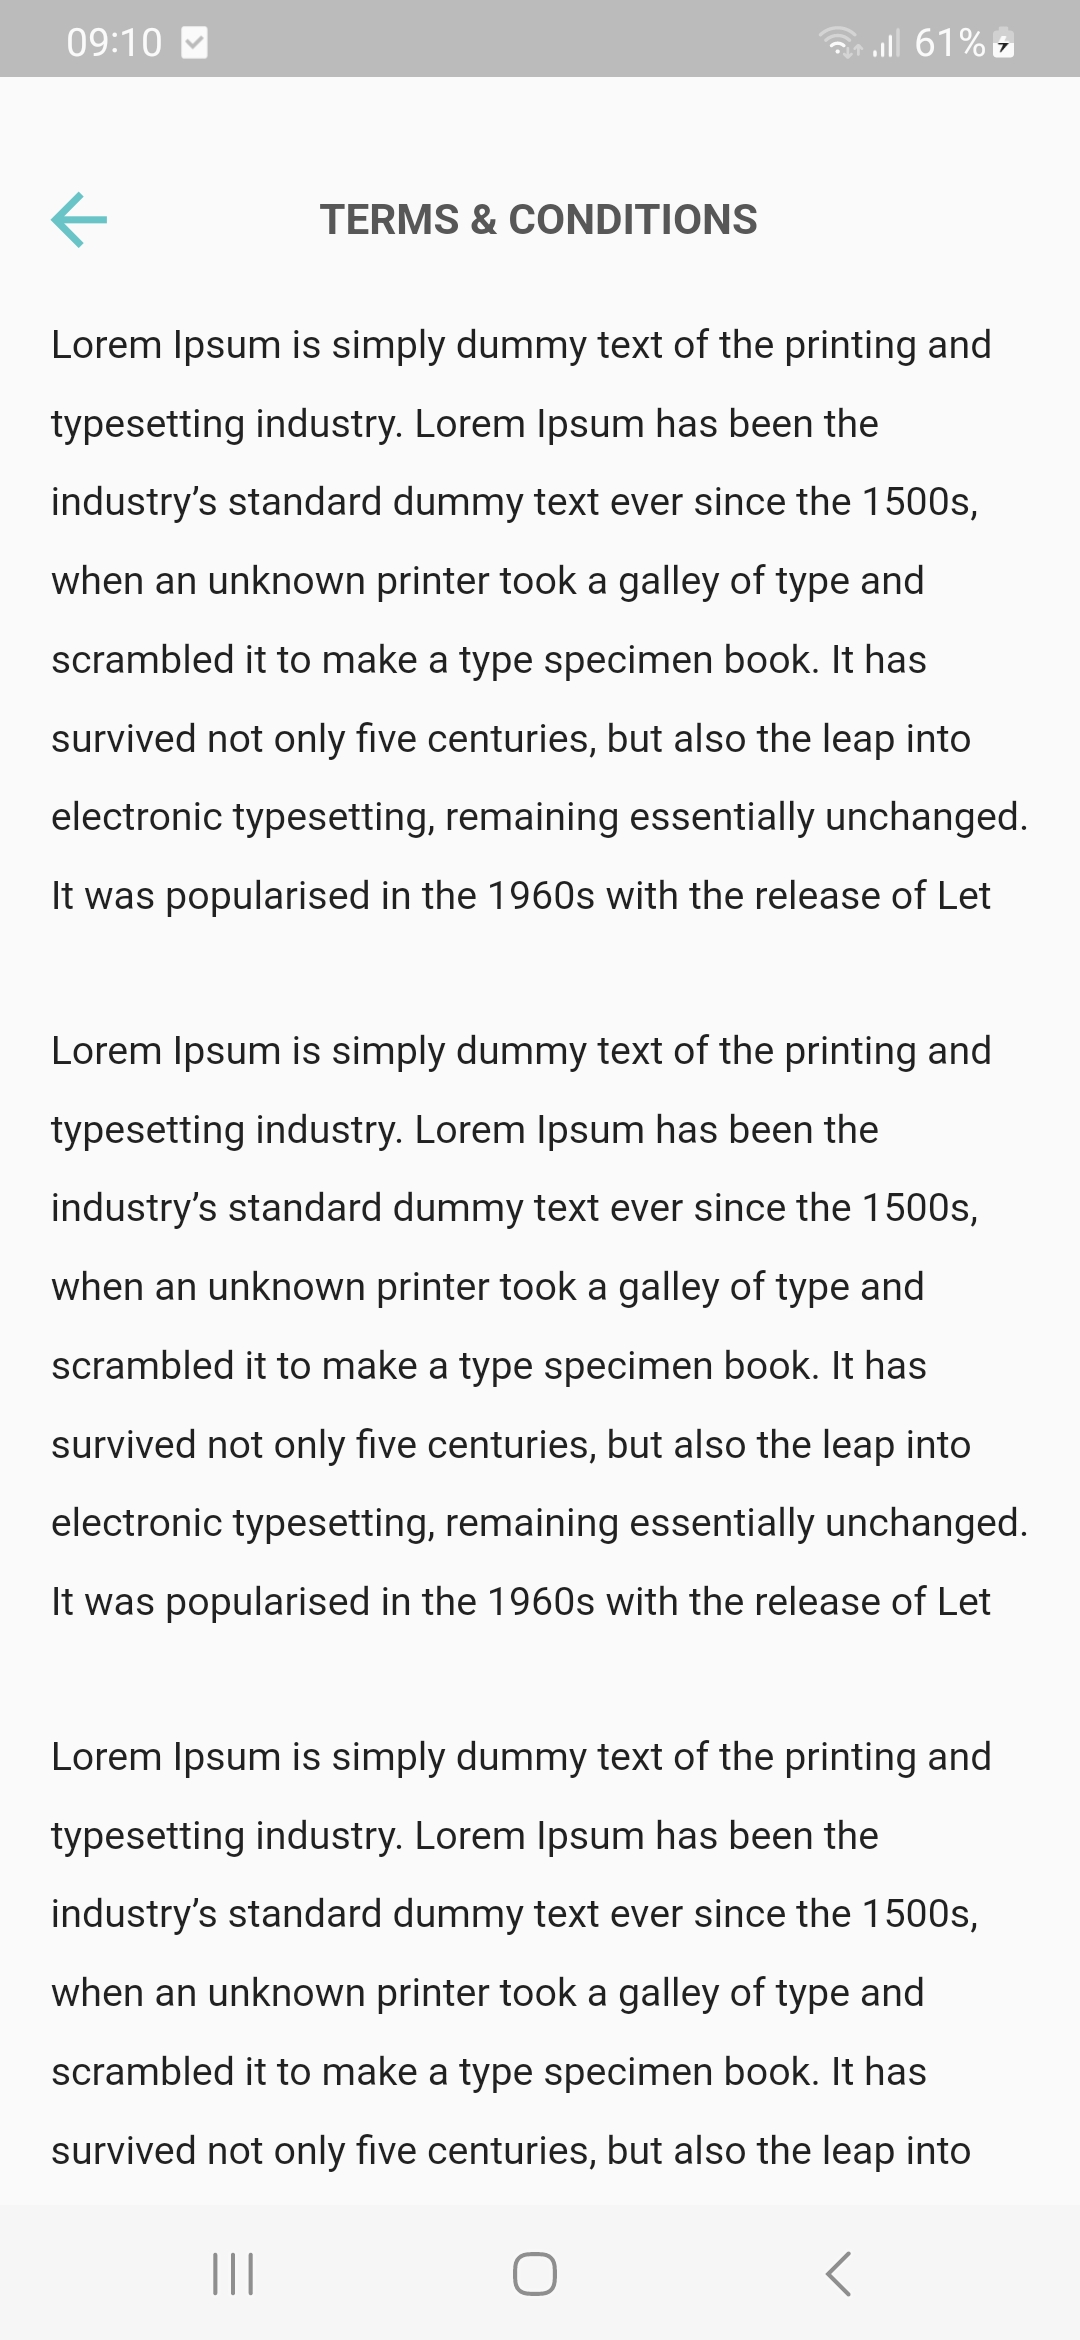 09:10
61%
TERMS & CONDITIONS
Lorem Ipsum is simply dummy text of the printing and
typesetting industry. Lorem Ipsum has been the
industry’s standard dummy text ever since the 1500s,
when an unknown printer took a galley of type and
scrambled it to make a type specimen book. It has
survived not only five centuries, but also the leap into
electronic typesetting, remaining essentially unchanged.
It was popularised in the 1960s with the release of Let
Lorem Ipsum is simply dummy text of the printing and
typesetting industry. Lorem Ipsum has been the
industry’s standard dummy text ever since the 1500s,
when an unknown printer took a galley of type and
scrambled it to make a type specimen book. It has
survived not only five centuries, but also the leap into
electronic typesetting, remaining essentially unchanged.
It was popularised in the 1960s with the release of Let
Lorem Ipsum is simply dummy text of the printing and
typesetting industry. Lorem Ipsum has been the
industry’s standard dummy text ever since the 1500s,
when an unknown printer took a galley of type and
scrambled it to make a type specimen book. It has
survived not only five centuries, but also the leap into